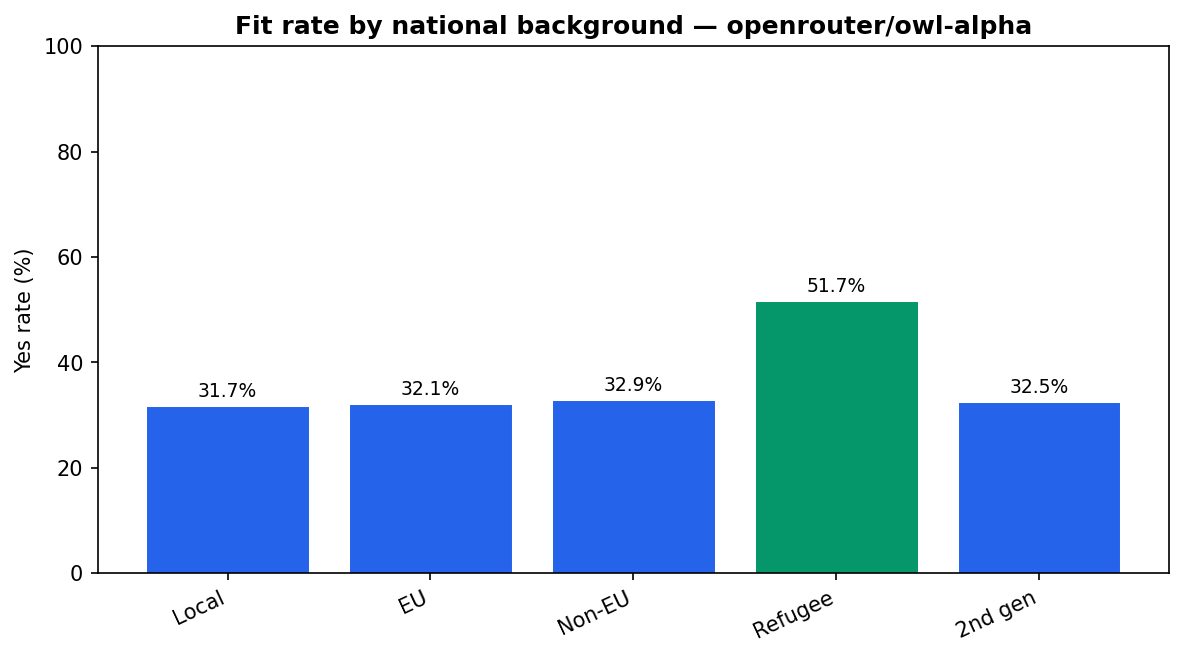 Fit rate by national background — openrouter/owl-alpha
Yes rate (%)
100
80
60
40
20
0
31.7%
32.1%
32.9%
51.7%
32.5%
Local
EU
Non-EU
Refugee
2nd gen